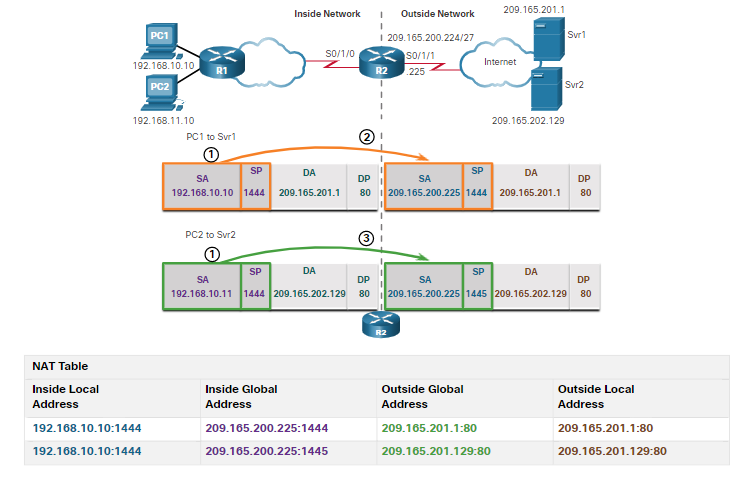 Inside Network
Outside Network
209.165.201.1
PC1
Svr1
209.165.200.224/27
S0/1/0
S0/1/1
Internet
192.168.10.10
R1
R2
.225
PC2
Svr2
192.168.11.10
209.165.202.129
PC1 to Svr1
2
1
SA
192.168.10.10
SP
1444
DA
209.165.201.1
DP
80
SA
209.165.200.225
SP
1444
DA
209.165.201.1
DP
80
PC2 to Svr2
3
1
SA
192.168.10.11
SP
1444
DA
209.165.202.129
DP
80
SA
209.165.200.225
SP
1445
DA
209.165.202.129
DP
80
R2
NAT Table
Inside Local
Address
Inside Global
Address
Outside Global
Address
Outside Local
Address
192.168.10.10:1444
209.165.200.225:1444
209.165.201.1:80
209.165.201.1:80
192.168.10.10:1444
209.165.200.225:1445
209.165.201.129:80
209.165.201.129:80